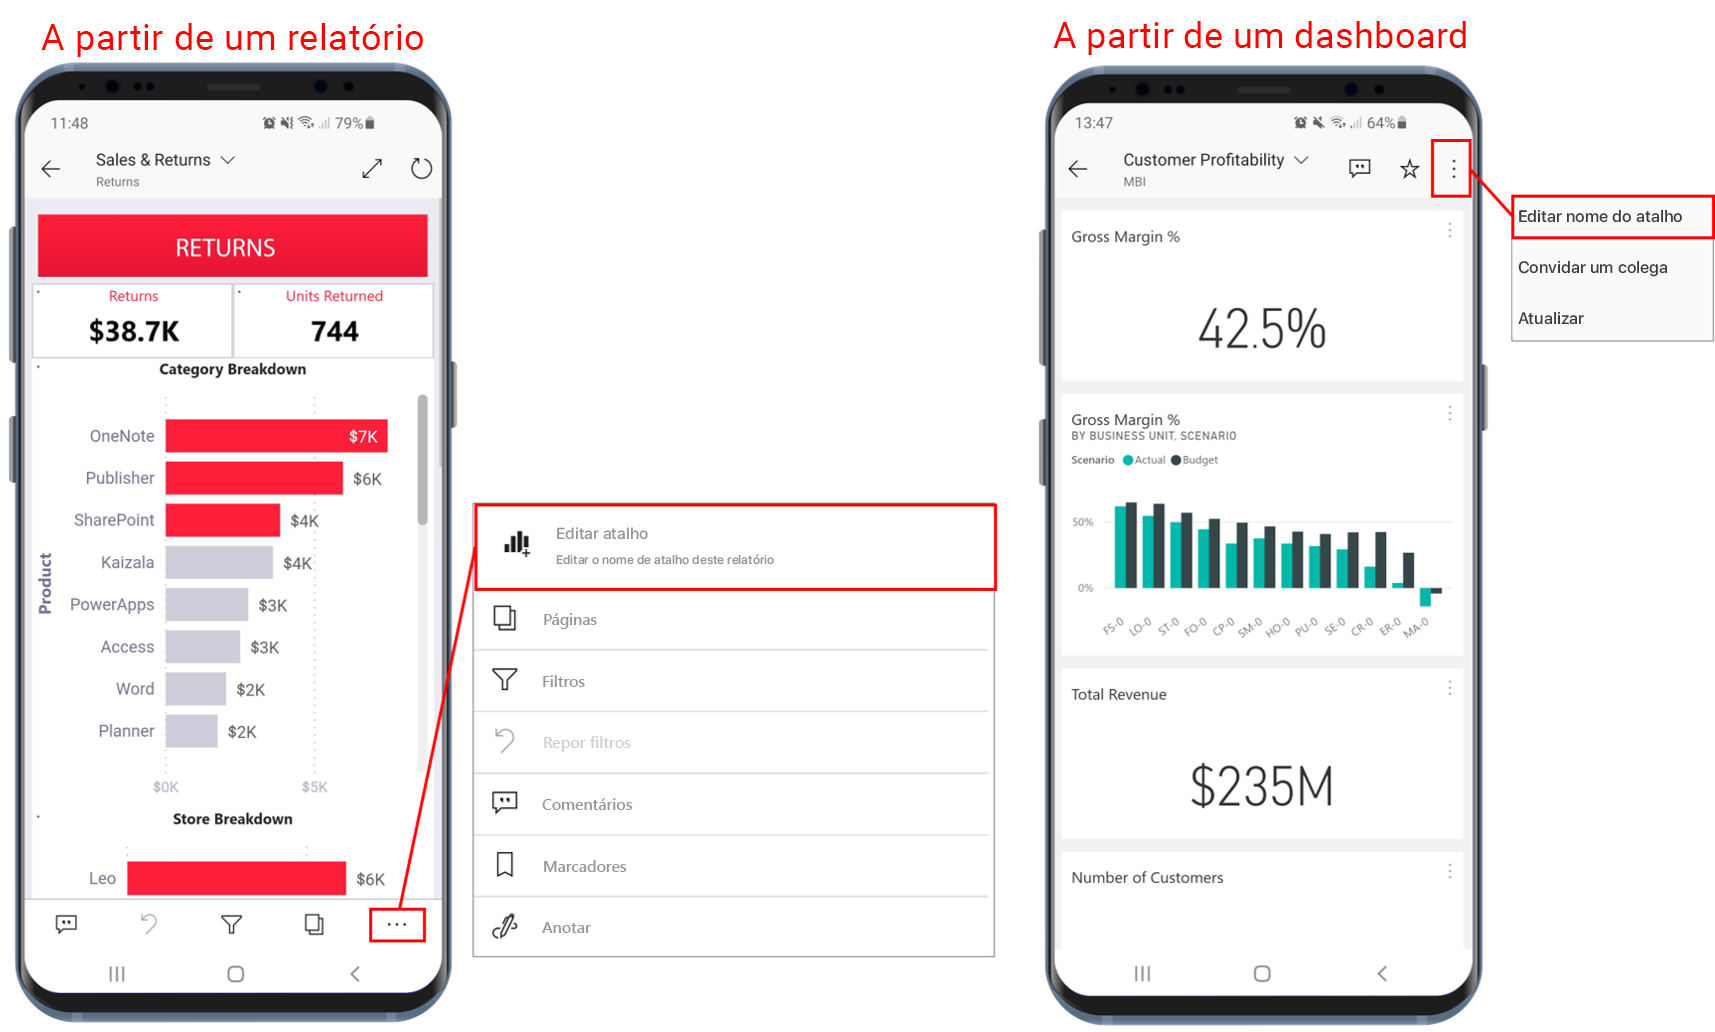 A partir de um relatório
11:48
79%
Sales & Returns
Returns
RETURNS
Returns
$38.7K
Units Returned
744
Category Breakdown
Product
OneNote
$7K
Publisher
$6K
SharePoint
$4K
Kaizala
$4K
PowerApps
$3K
Access
$3K
Word
$2K
Planner
$2K
$0K
$5K
Store Breakdown
Leo
$6K
Editar atalho
Editar o nome de atalho deste relatório
Páginas
Filtros
Repor filtros
Comentários
Marcadores
Anotar
A partir de um dashboard
13:47
64%
Customer Profitability
MBI
Gross Margin %
42.5%
Gross Margin %
BY BUSINESS UNIT, SCENARIO
Scenario Actual Budget
50%
0%
FS-0 LO-0 ST-0 FO-0 CP-0 SM-0 HO-0 PU-0 SE-0 CR-0 ER-0 MA-0
Total Revenue
$235M
Number of Customers
Editar nome do atalho
Convidar um colega
Atualizar